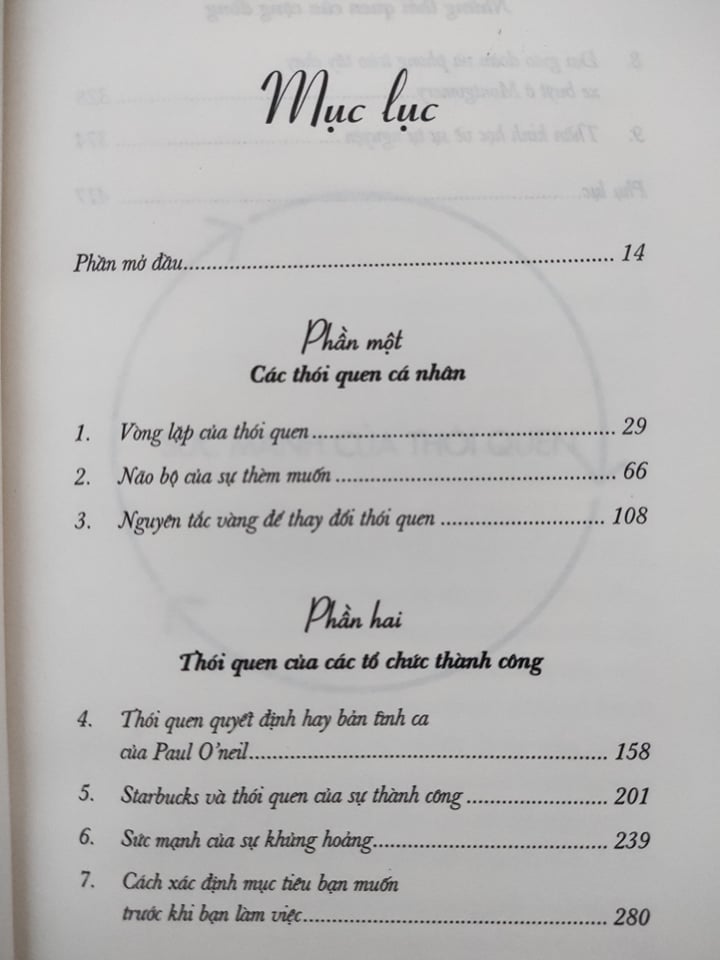 Mục lục
Phần mở đầu.......................................................................... 14
Phần một
Các thói quen cá nhân
1. Vòng lặp của thói quen .................................................... 29
2. Não bộ của sự thèm muốn ................................................ 66
3. Nguyên tắc vàng để thay đổi thói quen ............................ 108
Phần hai
Thói quen của các tổ chức thành công
4. Thói quen quyết định hay bản tình ca
của Paul O'neil.............................................................. 158
5. Starbucks và thói quen của sự thành công ........................ 201
6. Sức mạnh của sự khủng hoảng........................................ 239
7. Cách xác định mục tiêu bạn muốn
trước khi bạn làm việc.................................................... 280